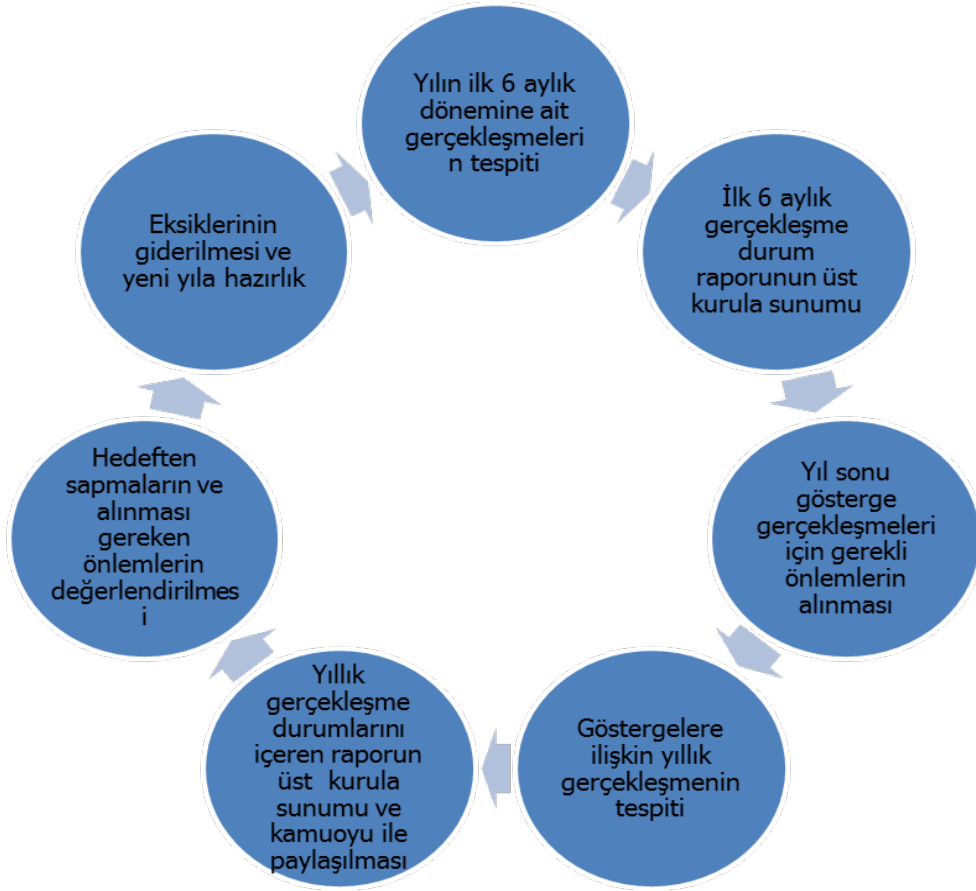 Yılın ilk 6 aylık
dönemine ait
gerçekleşmeleri
n tespiti
İlk 6 aylık
gerçekleşme
durum
raporunun üst
kurula sunumu
Yıl sonu
gösterge
gerçekleşmeleri
için gerekli
önlemlerin
alınması
Göstergelere
ilişkin yıllık
gerçekleşmenin
tespiti
Yıllık
gerçekleşme
durumlarını
içeren raporun
üst kurula
sunumu ve
kamuoyu ile
paylaşılması
Hedeften
sapmaların ve
alınması
gereken
önlemlerin
değerlendirilmes
i
Eksiklerinin
giderilmesi ve
yeni yıla hazırlık